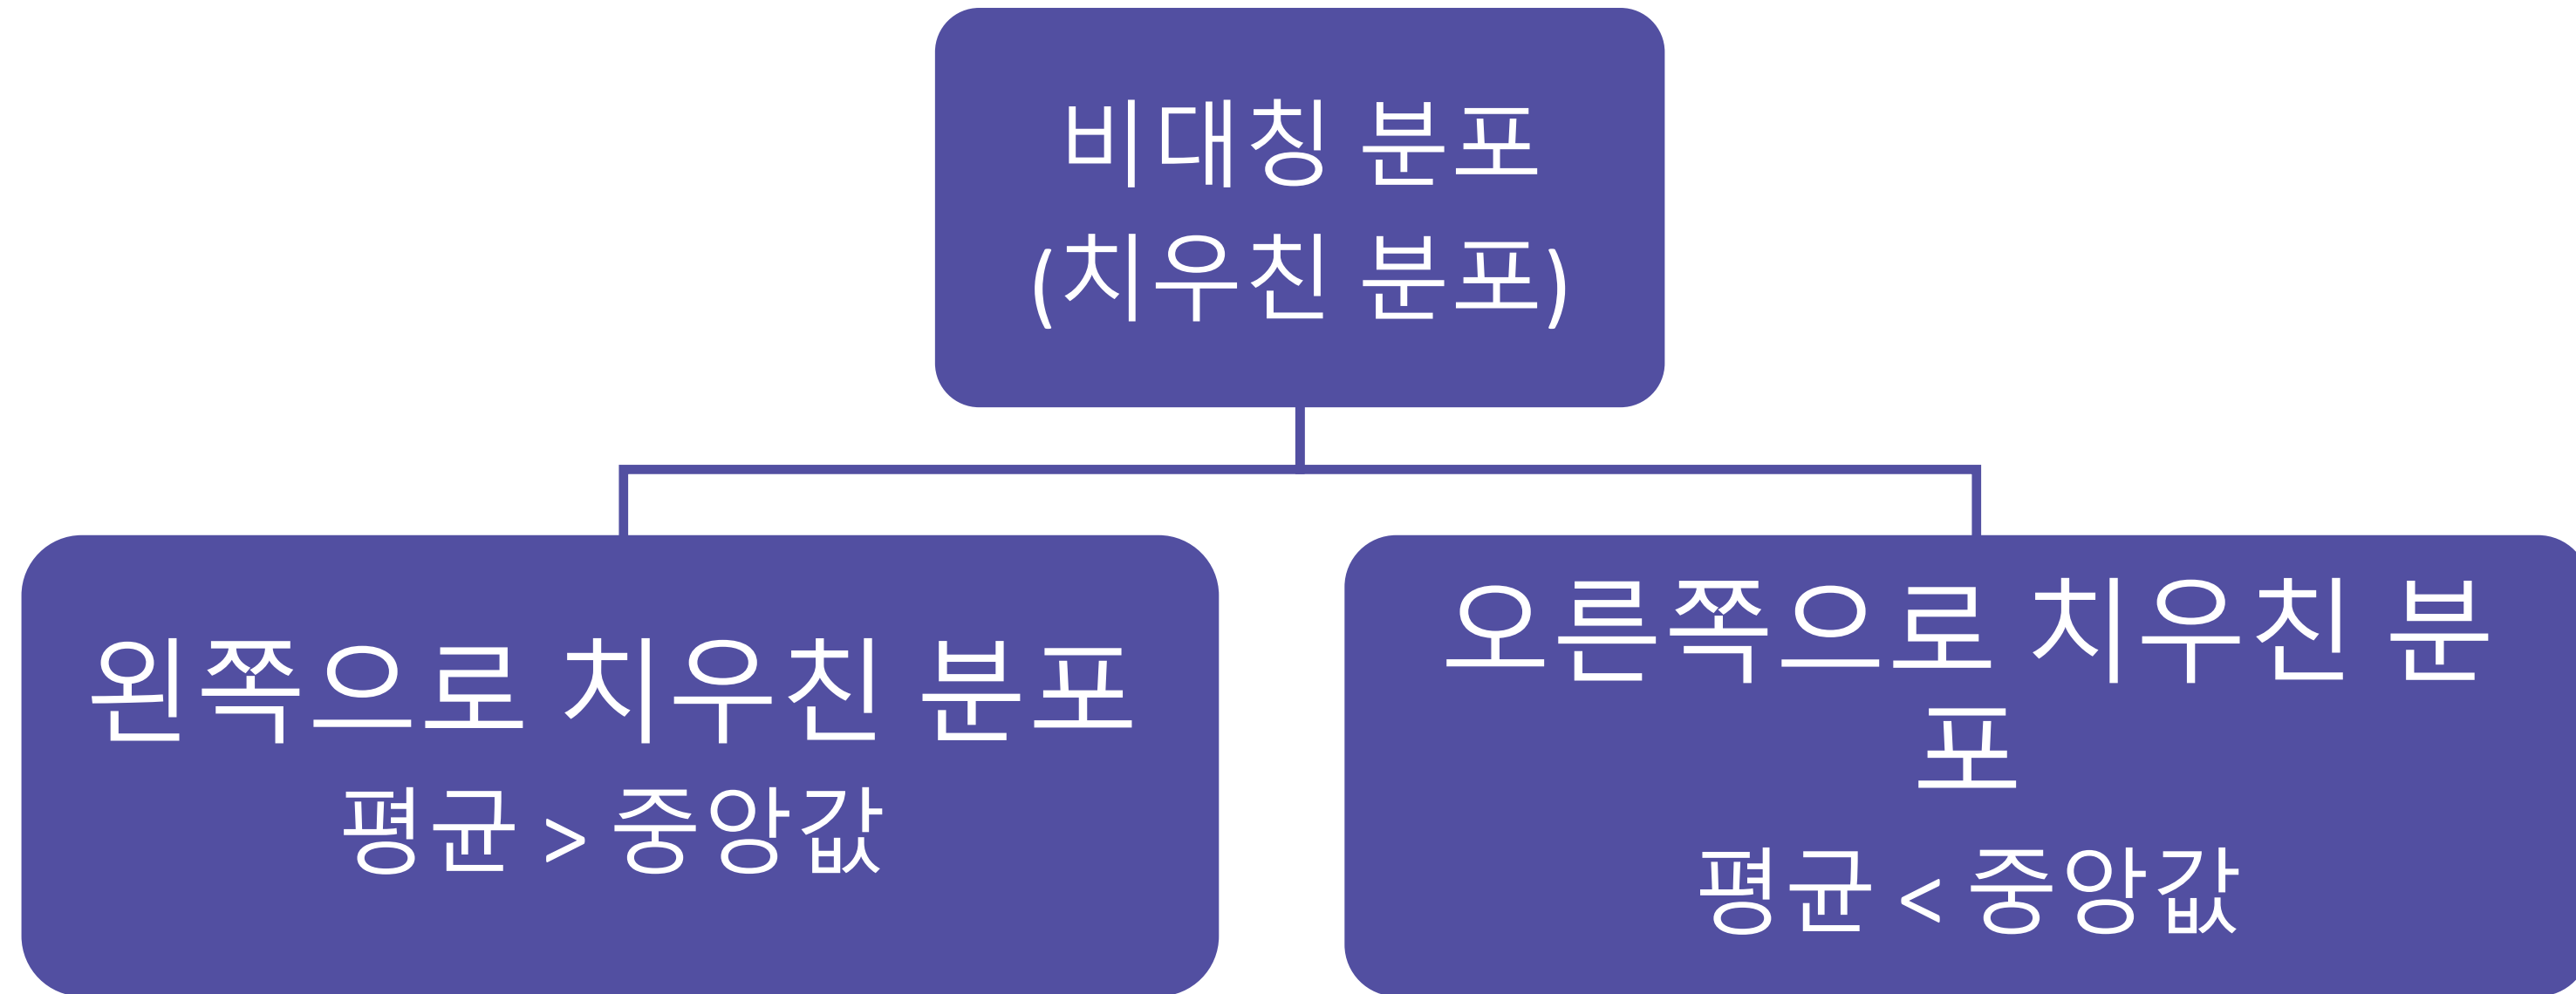 비대칭 분포
(치우친 분포)
왼쪽으로 치우친 분포
평균 > 중앙값
오른쪽으로 치우친 분
포
평균 < 중앙값